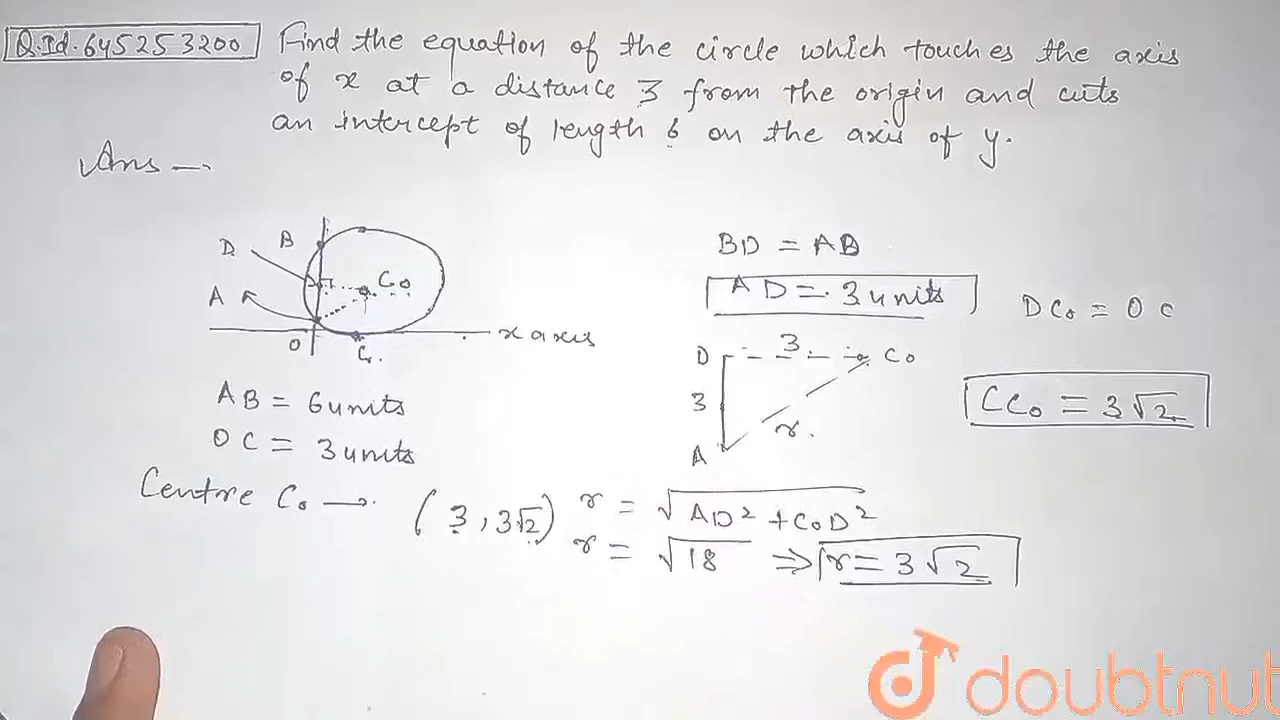 Q.Id.645253200 Find the equation of the circle which touches the axis
of x at a distance 3 from the origin and cuts
an intercept of length 6 on the axis of y.
Ans →
D B C₀
A
O C. x axis
AB = 6 units
OC = 3 units
BD = AB
AD = 3 units
DC₀ = OC
D 3 C₀
3 r.
A
CC₀ = 3√2
Centre C₀ → (3, 3√2)
r = √AD² + C₀D²
r = √18 ⇒ r = 3√2
doubtnut